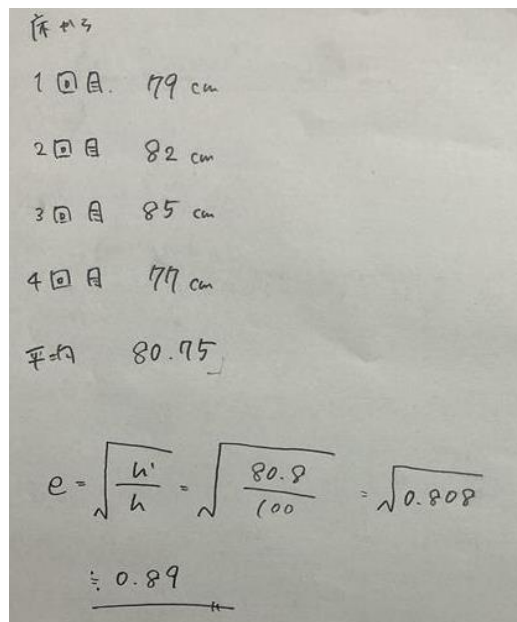 床から
1回目. 79 cm
2回目 82 cm
3回目 85 cm
4回目 77 cm
平均 80.75
e = √(h'/h) = √(80.8/100) = √0.808
≒ 0.89